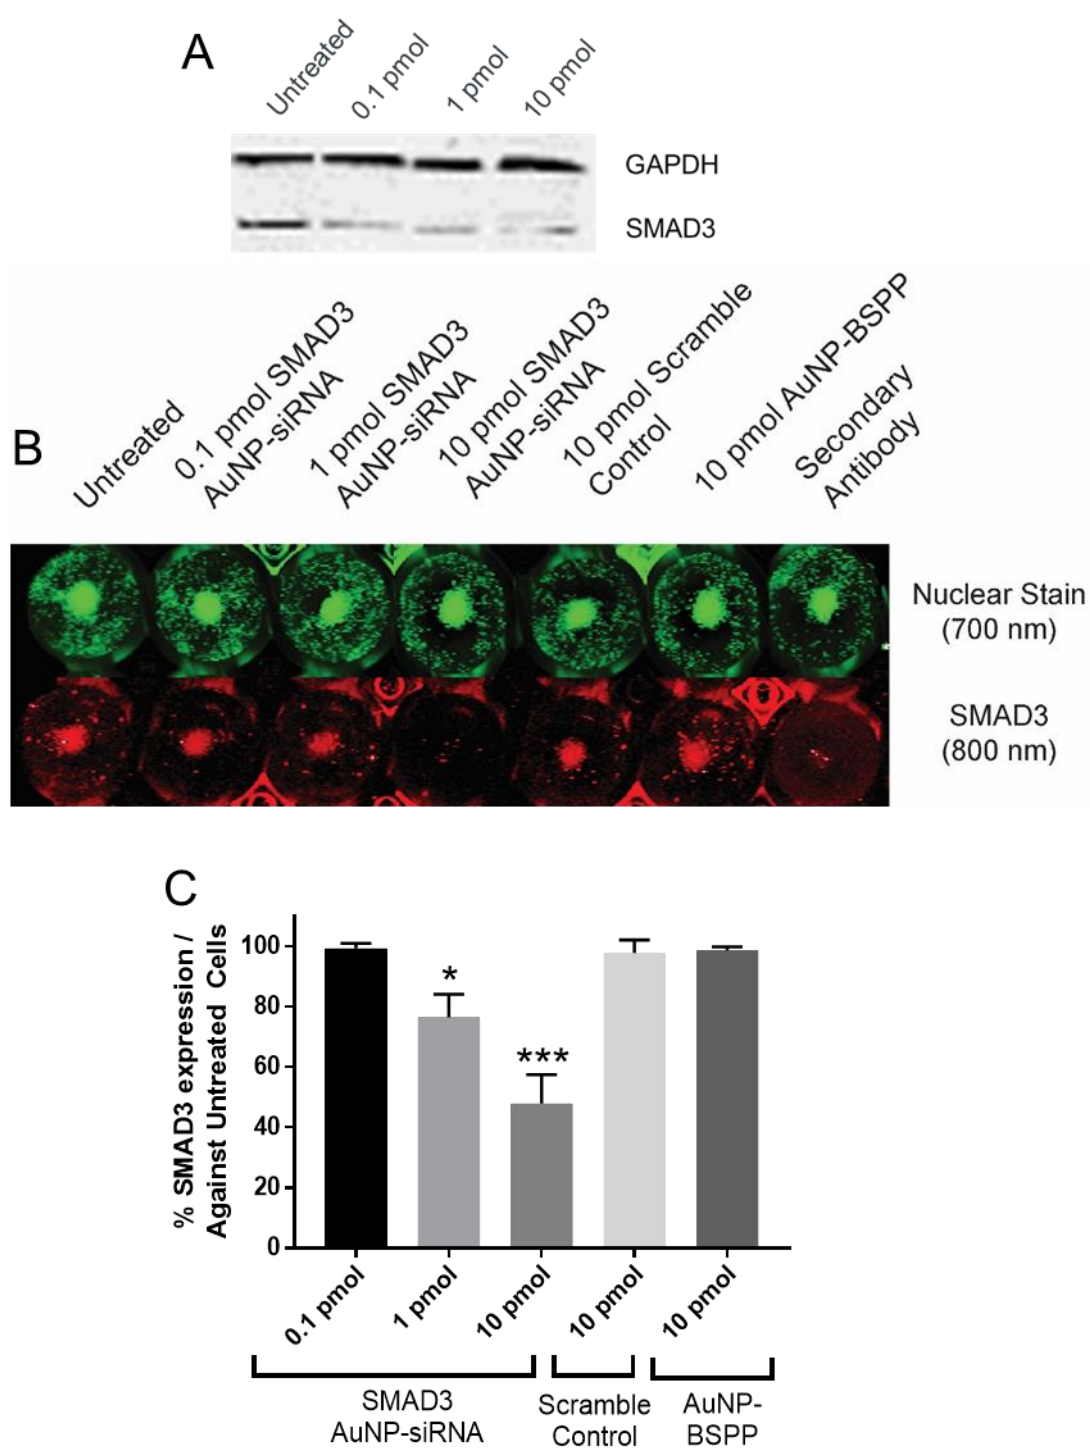 A
Untreated
0.1 pmol
1 pmol
10 pmol
GAPDH
SMAD3
B
Untreated
0.1 pmol SMAD3
AuNP-siRNA
1 pmol SMAD3
AuNP-siRNA
10 pmol SMAD3
AuNP-siRNA
10 pmol Scramble
Control
10 pmol AuNP-BSPP
Secondary
Antibody
Nuclear Stain
(700 nm)
SMAD3
(800 nm)
C
% SMAD3 expression /
Against Untreated Cells
100
80
60
40
20
0
*
***
0.1 pmol
1 pmol
10 pmol
10 pmol
10 pmol
SMAD3
AuNP-siRNA
Scramble
Control
AuNP-
BSPP